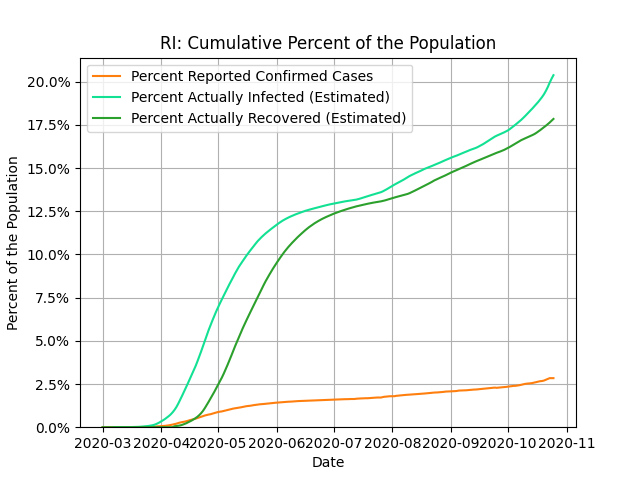 RI: Cumulative Percent of the Population
Percent Reported Confirmed Cases
Percent Actually Infected (Estimated)
Percent Actually Recovered (Estimated)
Percent of the Population
20.0%
17.5%
15.0%
12.5%
10.0%
7.5%
5.0%
2.5%
0.0%
2020-03 2020-04 2020-05 2020-06 2020-07 2020-08 2020-09 2020-10 2020-11
Date